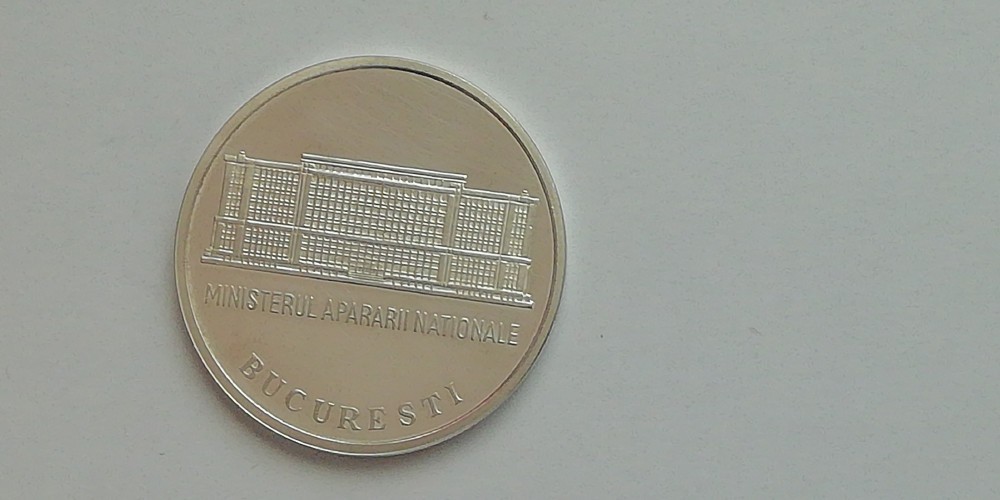 MINISTERUL APARARII NATIONALE
BUCURESTI